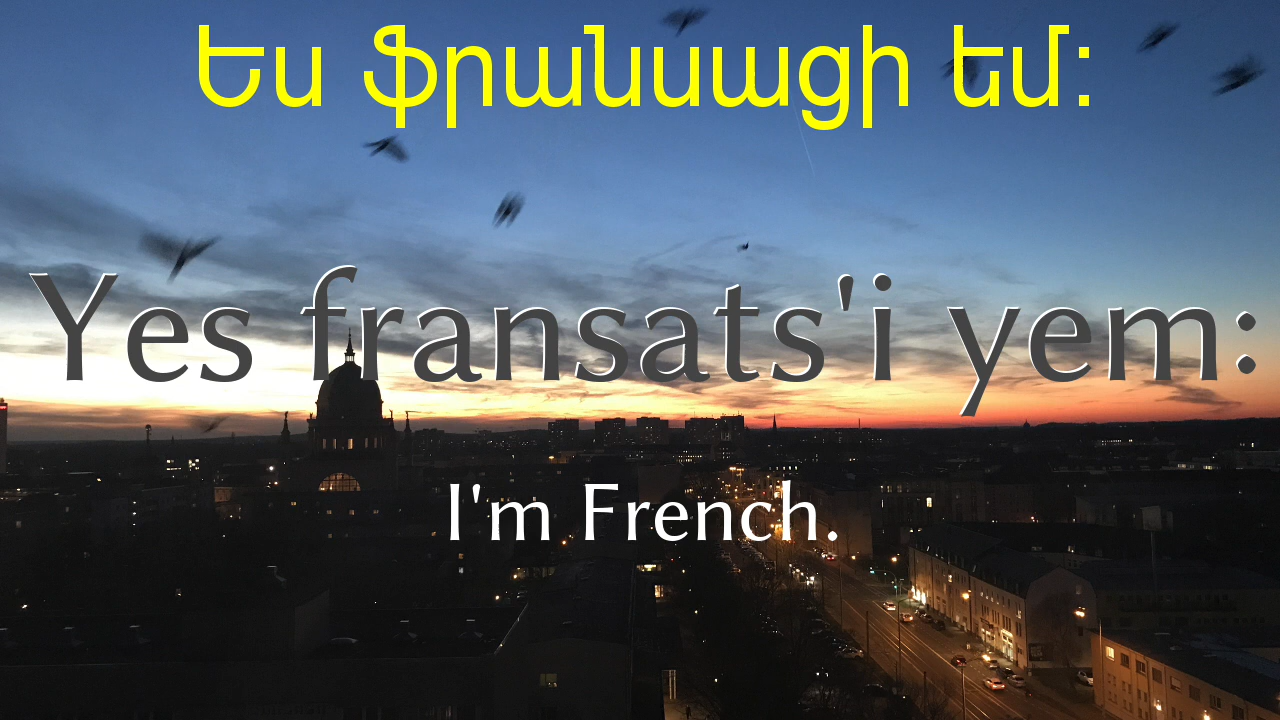 Ես ֆրանսացի եմ:
Yes fransats'i yem:
I'm French.